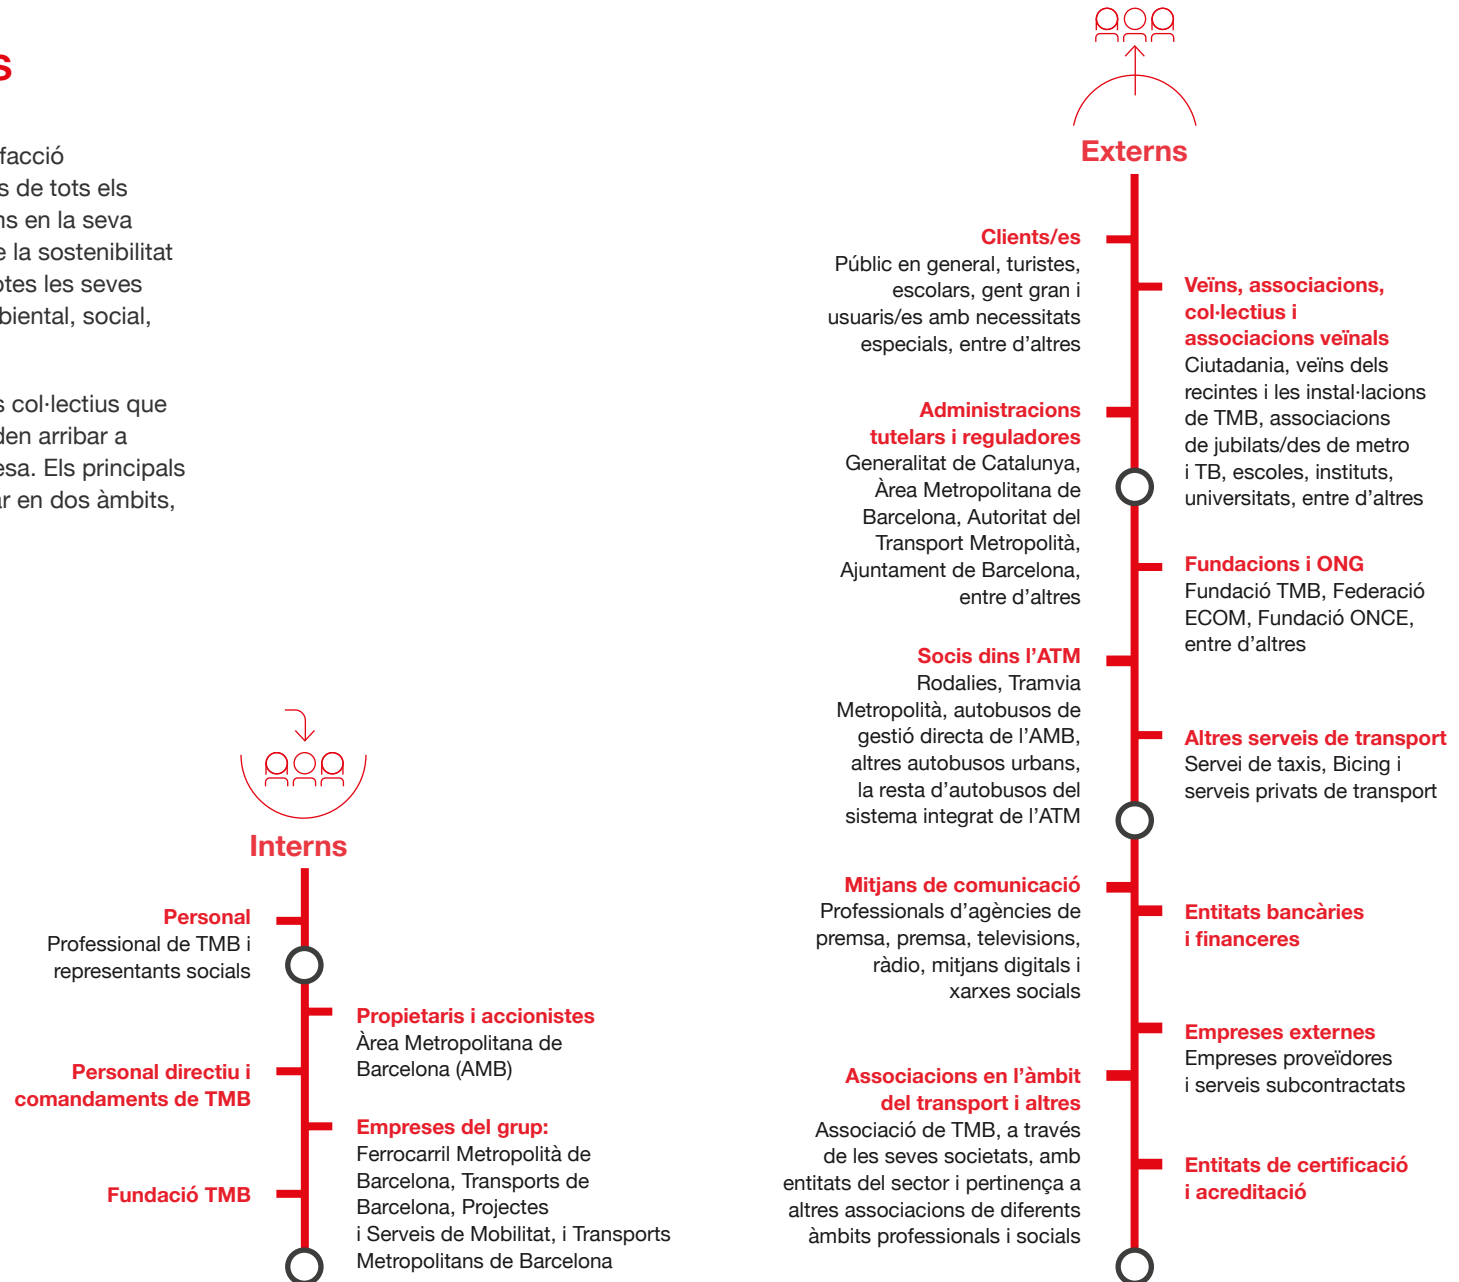 s
facció
s de tots els
ns en la seva
e la sostenibilitat
otes les seves
biental, social,
s col·lectius que
den arribar a
esa. Els principals
ar en dos àmbits,
Interns
Personal
Professional de TMB i
representants socials
Propietaris i accionistes
Àrea Metropolitana de
Barcelona (AMB)
Personal directiu i
comandaments de TMB
Empreses del grup:
Ferrocarril Metropolità de
Barcelona, Transports de
Barcelona, Projectes
i Serveis de Mobilitat, i Transports
Metropolitans de Barcelona
Fundació TMB
Externs
Clients/es
Públic en general, turistes,
escolars, gent gran i
usuaris/es amb necessitats
especials, entre d’altres
Veïns, associacions,
col·lectius i
associacions veïnals
Ciutadania, veïns dels
recintes i les instal·lacions
de TMB, associacions
de jubilats/des de metro
i TB, escoles, instituts,
universitats, entre d’altres
Administracions
tutelars i reguladores
Generalitat de Catalunya,
Àrea Metropolitana de
Barcelona, Autoritat del
Transport Metropolità,
Ajuntament de Barcelona,
entre d’altres
Fundacions i ONG
Fundació TMB, Federació
ECOM, Fundació ONCE,
entre d’altres
Socis dins l’ATM
Rodalies, Tramvia
Metropolità, autobusos de
gestió directa de l’AMB,
altres autobusos urbans,
la resta d’autobusos del
sistema integrat de l’ATM
Altres serveis de transport
Servei de taxis, Bicing i
serveis privats de transport
Mitjans de comunicació
Professionals d’agències de
premsa, premsa, televisions,
ràdio, mitjans digitals i
xarxes socials
Entitats bancàries
i financeres
Empreses externes
Empreses proveïdores
i serveis subcontractats
Associacions en l’àmbit
del transport i altres
Associació de TMB, a través
de les seves societats, amb
entitats del sector i pertinença a
altres associacions de diferents
àmbits professionals i socials
Entitats de certificació
i acreditació